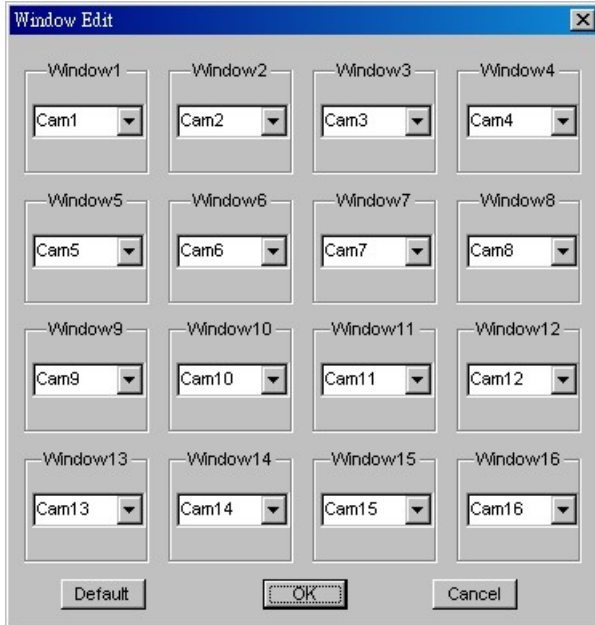 Window Edit
Window1 Window2 Window3 Window4
Cam1 Cam2 Cam3 Cam4
Window5 Window6 Window7 Window8
Cam5 Cam6 Cam7 Cam8
Window9 Window10 Window11 Window12
Cam9 Cam10 Cam11 Cam12
Window13 Window14 Window15 Window16
Cam13 Cam14 Cam15 Cam16
Default OK Cancel